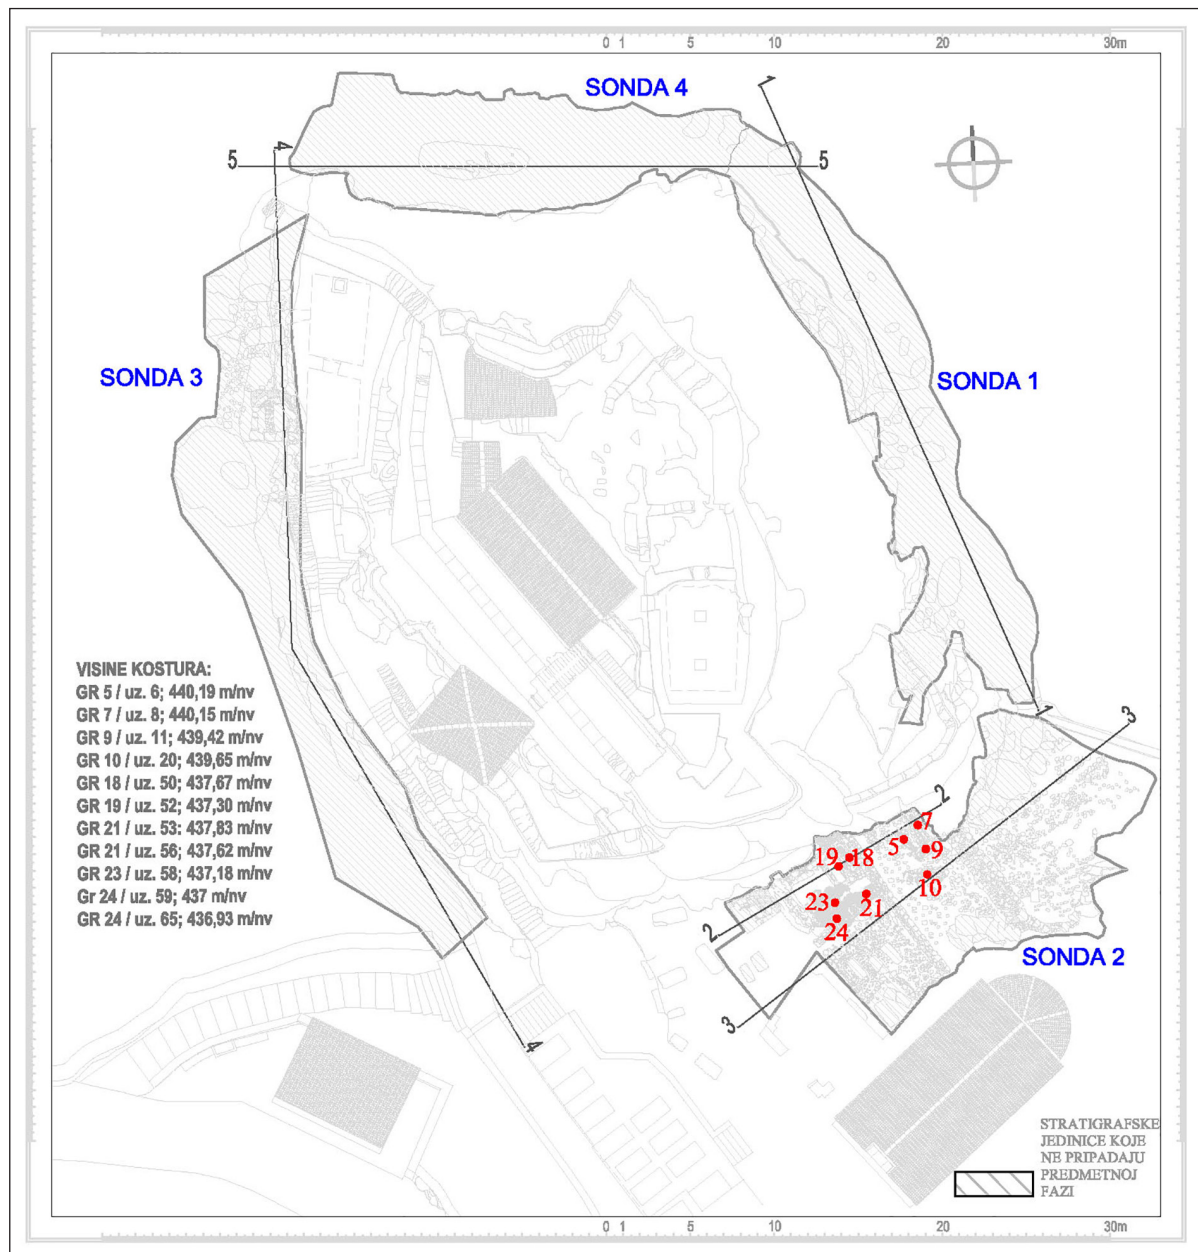 0 1 5 10 20 30m
SONDA 4
1
4
5 5
SONDA 3
SONDA 1
VISINE KOSTURA:
GR 5 / uz. 6; 440,19 m/nv
GR 7 / uz. 8; 440,15 m/nv
GR 9 / uz. 11; 439,42 m/nv
GR 10 / uz. 20; 439,65 m/nv
GR 18 / uz. 50; 437,67 m/nv
GR 19 / uz. 52; 437,30 m/nv
GR 21 / uz. 53: 437,83 m/nv
GR 21 / uz. 56; 437,62 m/nv
GR 23 / uz. 58; 437,18 m/nv
Gr 24 / uz. 59; 437 m/nv
GR 24 / uz. 65; 436,93 m/nv
1
3
2
7
5
9
19 18
10
23 21
24
2
SONDA 2
3
4
STRATIGRAFSKE
JEDINICE KOJE
NE PRIPADAJU
PREDMETNOJ
FAZI
0 1 5 10 20 30m